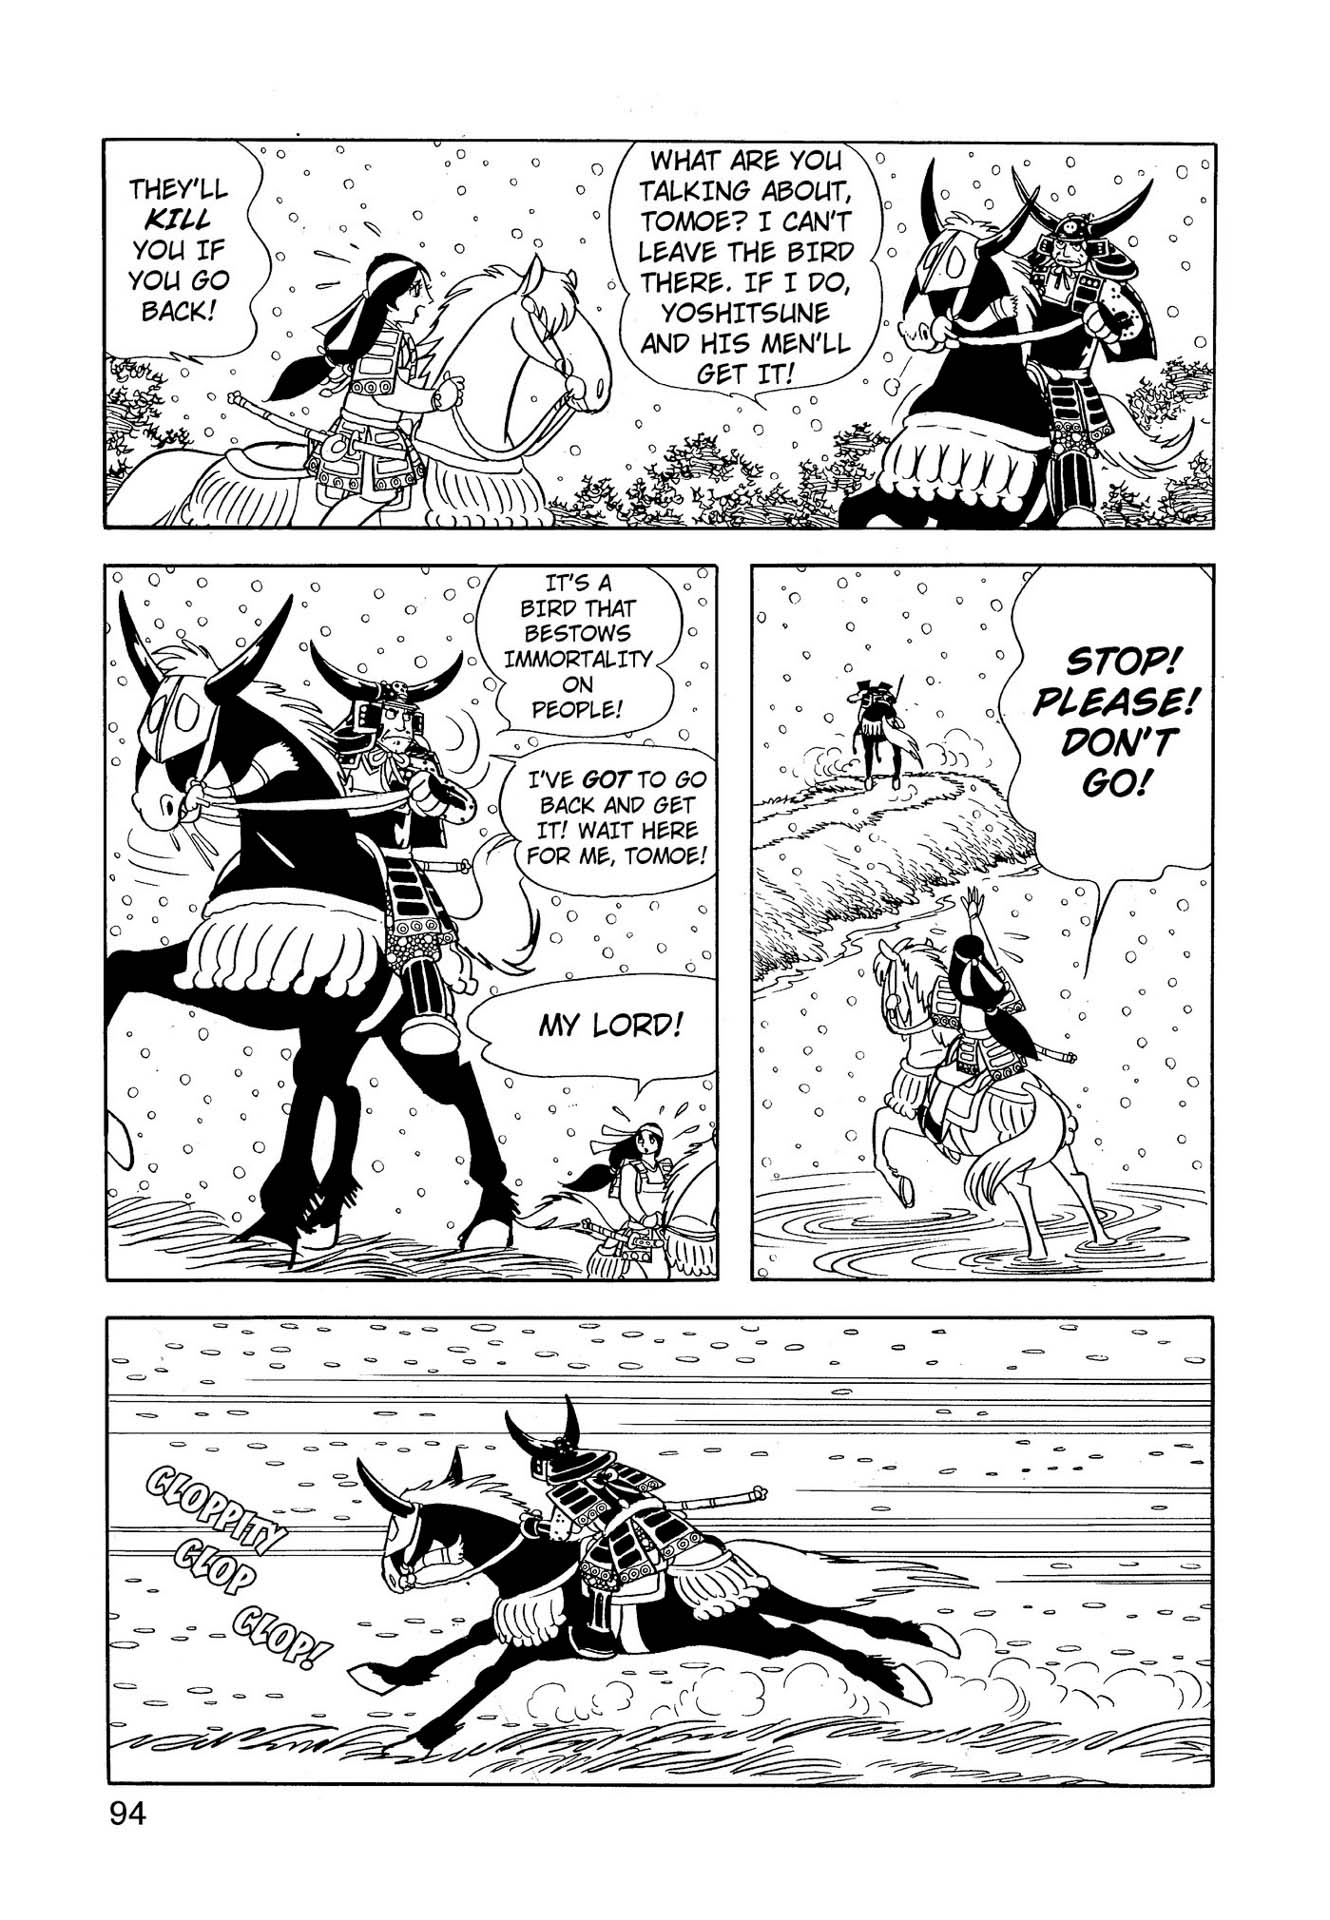 THEY'LL
KILL
YOU IF
YOU GO
BACK!
WHAT ARE YOU
TALKING ABOUT,
TOMOE? I CAN'T
LEAVE THE BIRD
THERE. IF I DO,
YOSHITSUNE
AND HIS MEN'LL
GET IT!
IT'S A
BIRD THAT
BESTOWS
IMMORTALITY
ON
PEOPLE!
I'VE GOT TO GO
BACK AND GET
IT! WAIT HERE
FOR ME, TOMOE!
MY LORD!
STOP!
PLEASE!
DON'T
GO!
CLOPPITY
CLOP
CLOP!
94